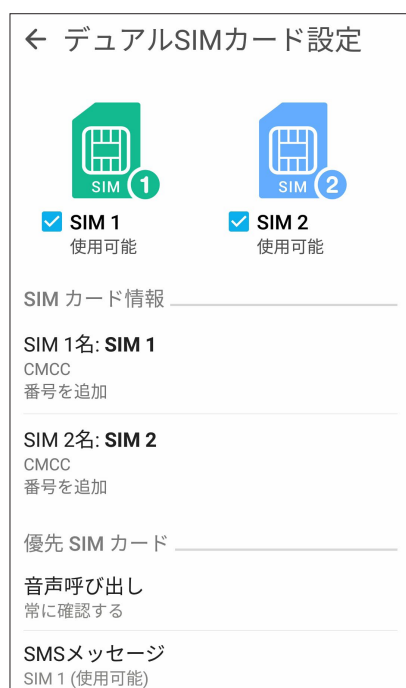 デュアルSIMカード設定
SIM 1 SIM 2
SIM 1 SIM 2
使用可能 使用可能
SIM カード情報
SIM 1名: SIM 1
CMCC
番号を追加
SIM 2名: SIM 2
CMCC
番号を追加
優先 SIM カード
音声呼び出し
常に確認する
SMSメッセージ
SIM 1 (使用可能)